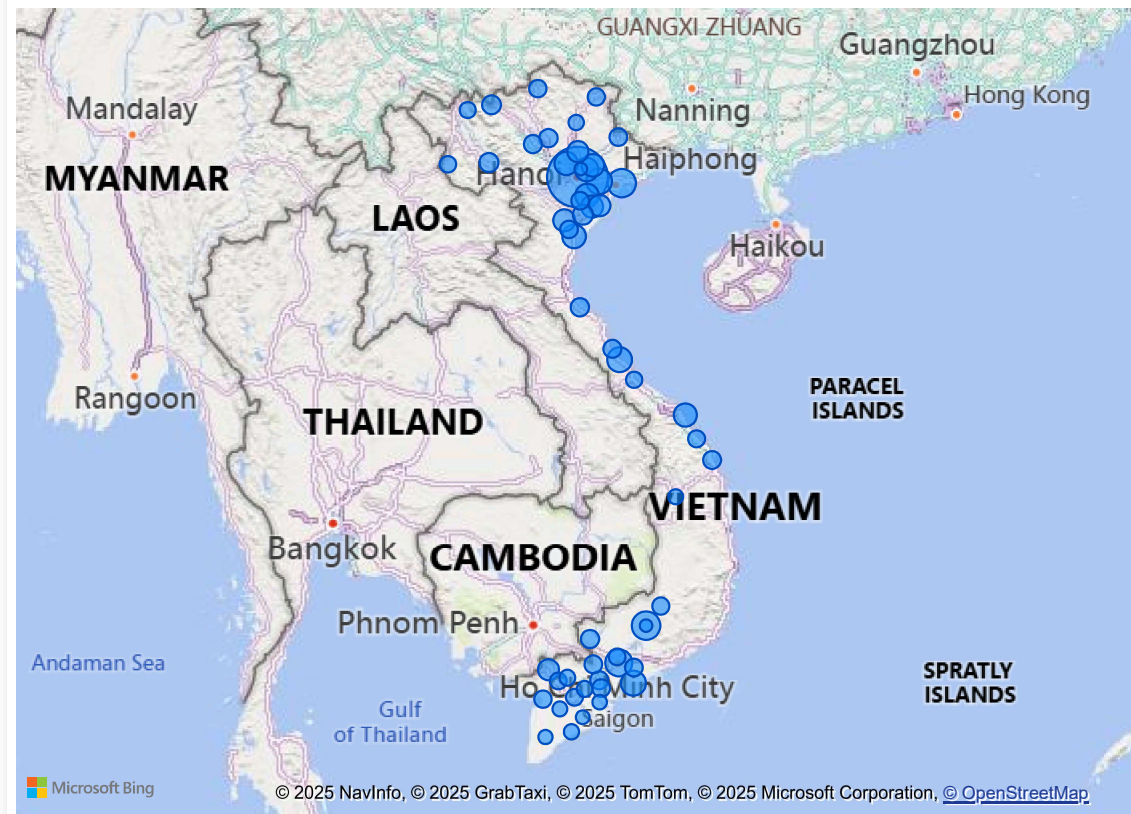 GUANGXI ZHUANG
Guangzhou
Mandalay
Nanning
Hong Kong
MYANMAR
Hanoi
Haiphong
LAOS
Haikou
Rangoon
PARACEL
ISLANDS
THAILAND
VIETNAM
Bangkok
CAMBODIA
Phnom Penh
Andaman Sea
SPRATLY
ISLANDS
Ho Chi Minh City
Saigon
Gulf
of Thailand
Microsoft Bing
© 2025 NavInfo, © 2025 GrabTaxi, © 2025 TomTom, © 2025 Microsoft Corporation, © OpenStreetMap